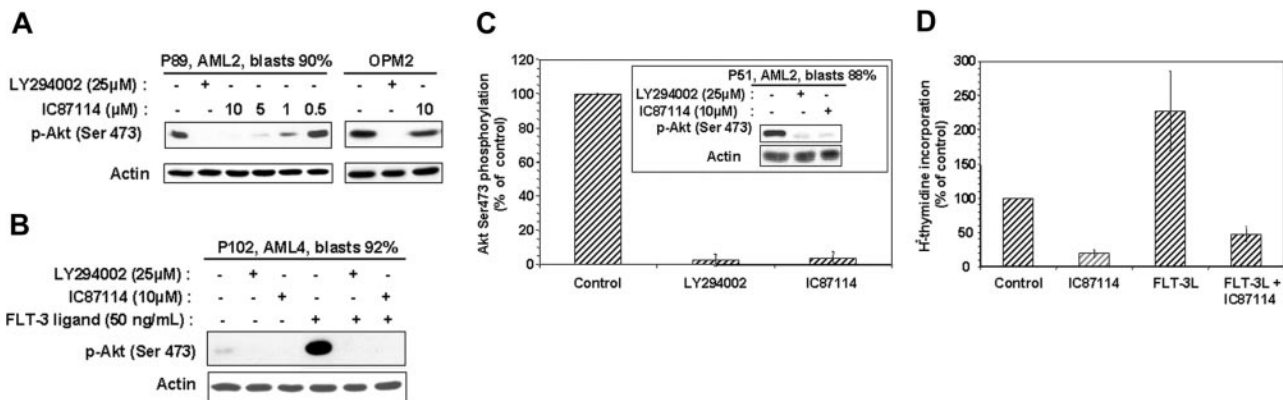 A
P89, AML2, blasts 90% OPM2
LY294002 (25µM) : - + - - - - - + -
IC87114 (µM) : - - 10 5 1 0.5 - - 10
p-Akt (Ser 473)
Actin
B
P102, AML4, blasts 92%
LY294002 (25µM) : - + - - + -
IC87114 (10µM) : - - + - - +
FLT-3 ligand (50 ng/mL) : - - - + + +
p-Akt (Ser 473)
Actin
C
Akt Ser473 phosphorylation
(% of control)
120
100
80
60
40
20
0
P51, AML2, blasts 88%
LY294002 (25µM) : - + -
IC87114 (10µM) : - - +
p-Akt (Ser 473)
Actin
Control LY294002 IC87114
D
H³-thymidine incorporation
(% of control)
300
250
200
150
100
50
0
Control IC87114 FLT-3L FLT-3L +
IC87114